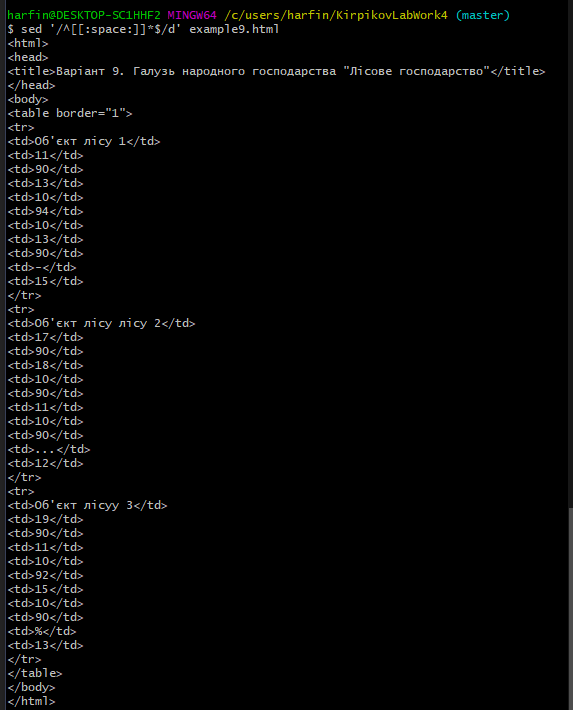 harfin@DESKTOP-SC1HHF2 MINGW64 /c/users/harfin/KirpikovLabWork4 (master)
$ sed '/^[[:space:]]*$/d' example9.html
<html>
<head>
<title>Варіант 9. Галузь народного господарства "Лісове господарство"</title>
</head>
<body>
<table border="1">
<tr>
<td>Об'єкт лісу 1</td>
<td>11</td>
<td>90</td>
<td>13</td>
<td>10</td>
<td>94</td>
<td>10</td>
<td>13</td>
<td>90</td>
<td>-</td>
<td>15</td>
</tr>
<tr>
<td>Об'єкт лісу лісу 2</td>
<td>17</td>
<td>90</td>
<td>18</td>
<td>10</td>
<td>90</td>
<td>11</td>
<td>10</td>
<td>90</td>
<td>...</td>
<td>12</td>
</tr>
<tr>
<td>Об'єкт лісуу 3</td>
<td>19</td>
<td>90</td>
<td>11</td>
<td>10</td>
<td>92</td>
<td>15</td>
<td>10</td>
<td>90</td>
<td>%</td>
<td>13</td>
</tr>
</table>
</body>
</html>